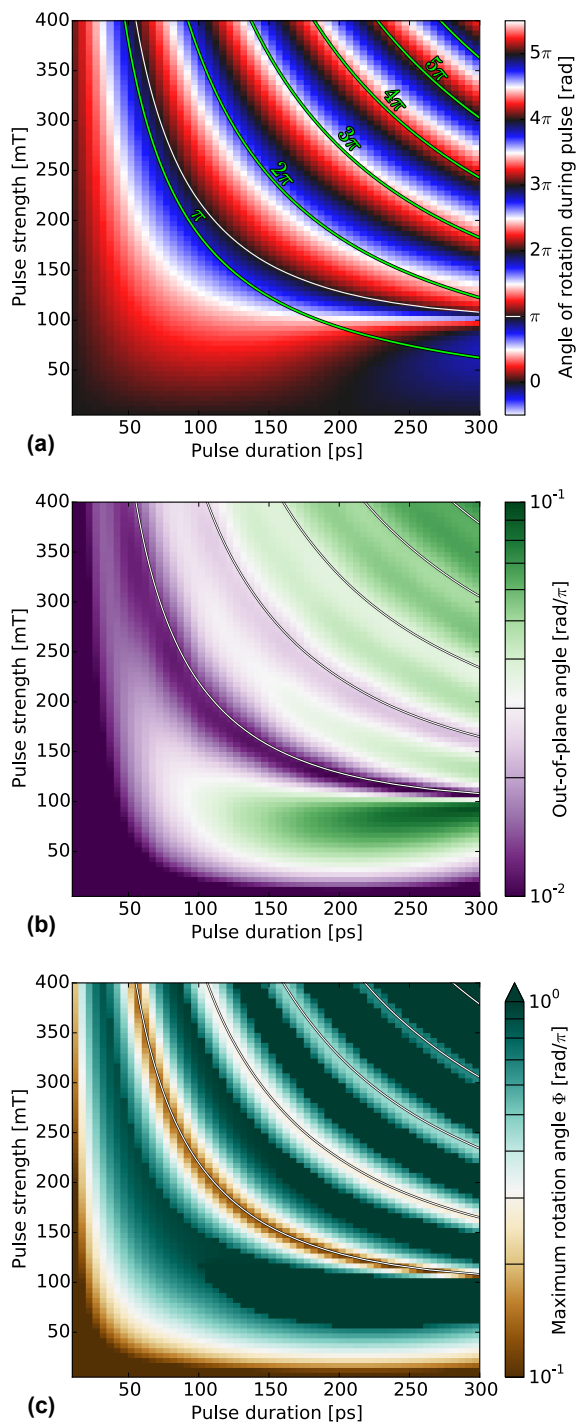 400
350
300
250
200
150
100
50
Pulse strength [mT]
π
2π
3π
4π
5π
50 100 150 200 250 300
Pulse duration [ps]
(a)
5π
4π
3π
2π
π
0
Angle of rotation during pulse [rad]
400
350
300
250
200
150
100
50
Pulse strength [mT]
50 100 150 200 250 300
Pulse duration [ps]
(b)
10⁻¹
10⁻²
Out-of-plane angle [rad/π]
400
350
300
250
200
150
100
50
Pulse strength [mT]
50 100 150 200 250 300
Pulse duration [ps]
(c)
10⁰
10⁻¹
Maximum rotation angle Φ [rad/π]